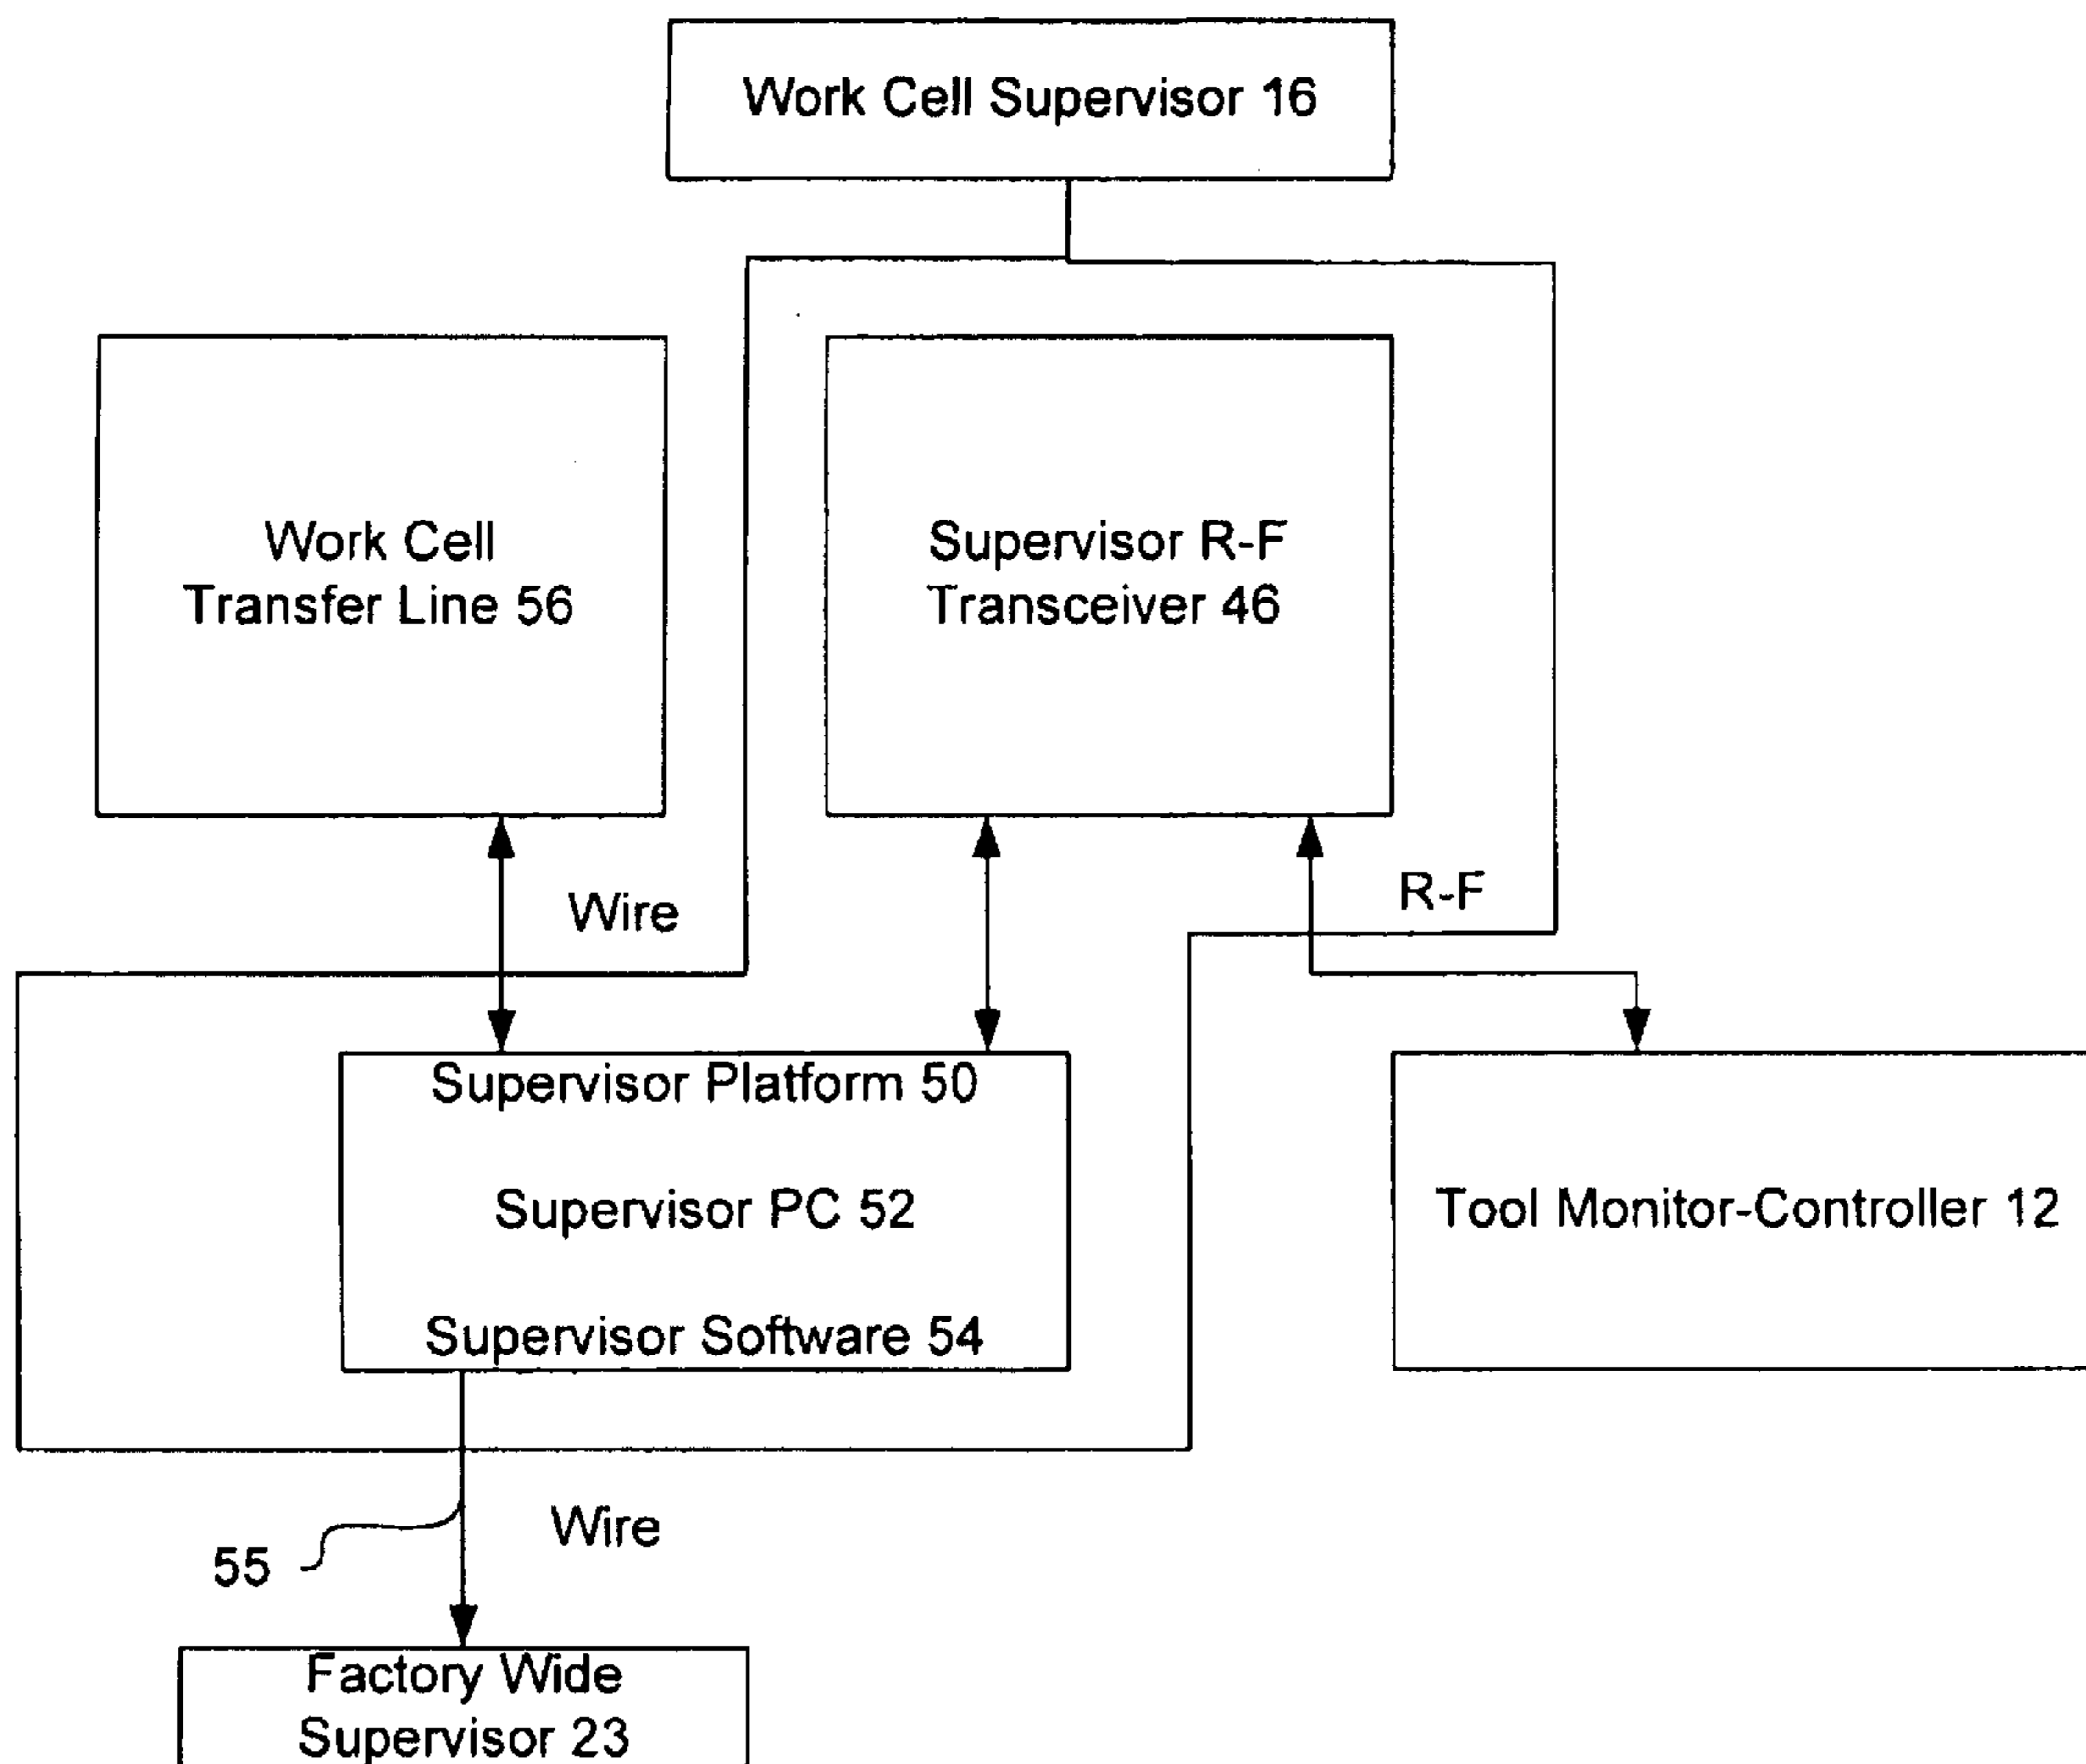 Work Cell Supervisor 16
Work Cell
Transfer Line 56
Supervisor R-F
Transceiver 46
Wire
R-F
Supervisor Platform 50
Supervisor PC 52
Supervisor Software 54
Tool Monitor-Controller 12
Wire
55
Factory Wide
Supervisor 23